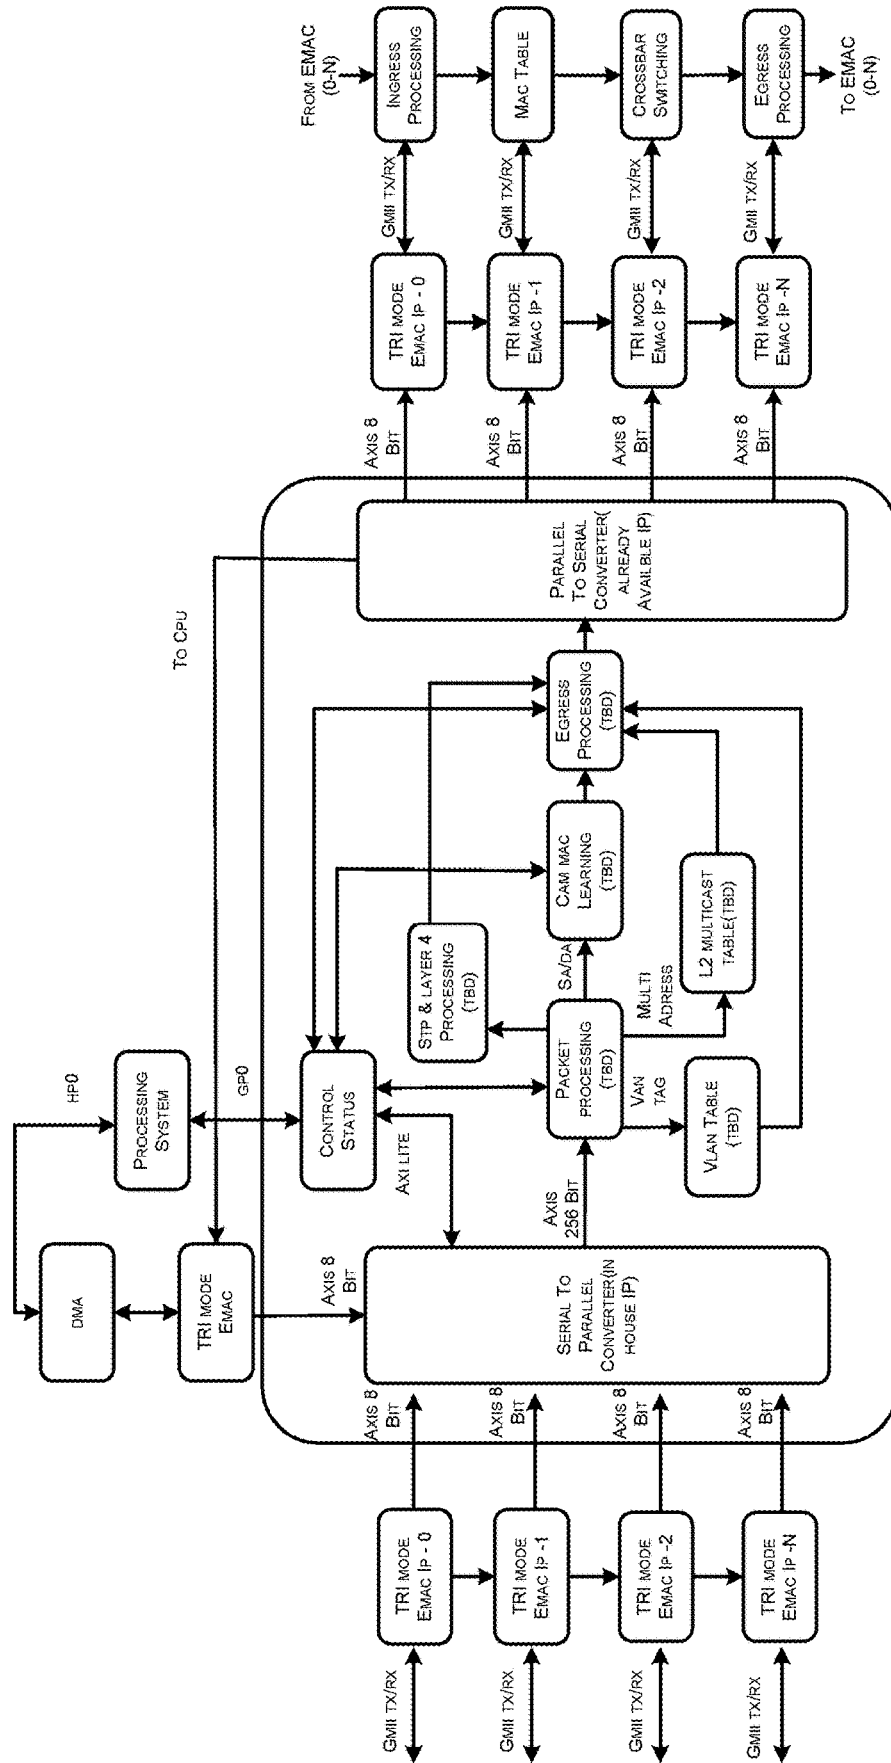 HP0
DMA
PROCESSING
SYSTEM
TRI MODE
EMAC
GP0
TO CPU
AXIS 8
BIT
AXI LITE
CONTROL
STATUS
GMII TX/RX
TRI MODE
EMAC IP - 0
AXIS 8
BIT
GMII TX/RX
TRI MODE
EMAC IP -1
AXIS 8
BIT
GMII TX/RX
TRI MODE
EMAC IP -2
AXIS 8
BIT
GMII TX/RX
TRI MODE
EMAC IP -N
AXIS 8
BIT
SERIAL TO
PARALLEL
CONVERTER(IN
HOUSE IP)
AXIS
256 BIT
STP & LAYER 4
PROCESSING
(TBD)
PACKET
PROCESSING
(TBD)
SA/DA
CAM MAC
LEARNING
(TBD)
EGRESS
PROCESSING
(TBD)
VAN
TAG
MULTI
ADRESS
VLAN TABLE
(TBD)
L2 MULTICAST
TABLE(TBD)
PARALLEL
TO SERIAL
CONVERTER(
ALREADY
AVAILBLE IP)
AXIS 8
BIT
TRI MODE
EMAC IP - 0
GMII TX/RX
AXIS 8
BIT
TRI MODE
EMAC IP -1
GMII TX/RX
AXIS 8
BIT
TRI MODE
EMAC IP -2
GMII TX/RX
AXIS 8
BIT
TRI MODE
EMAC IP -N
GMII TX/RX
FROM EMAC
(0-N)
INGRESS
PROCESSING
MAC TABLE
CROSSBAR
SWITCHING
EGRESS
PROCESSING
TO EMAC
(0-N)